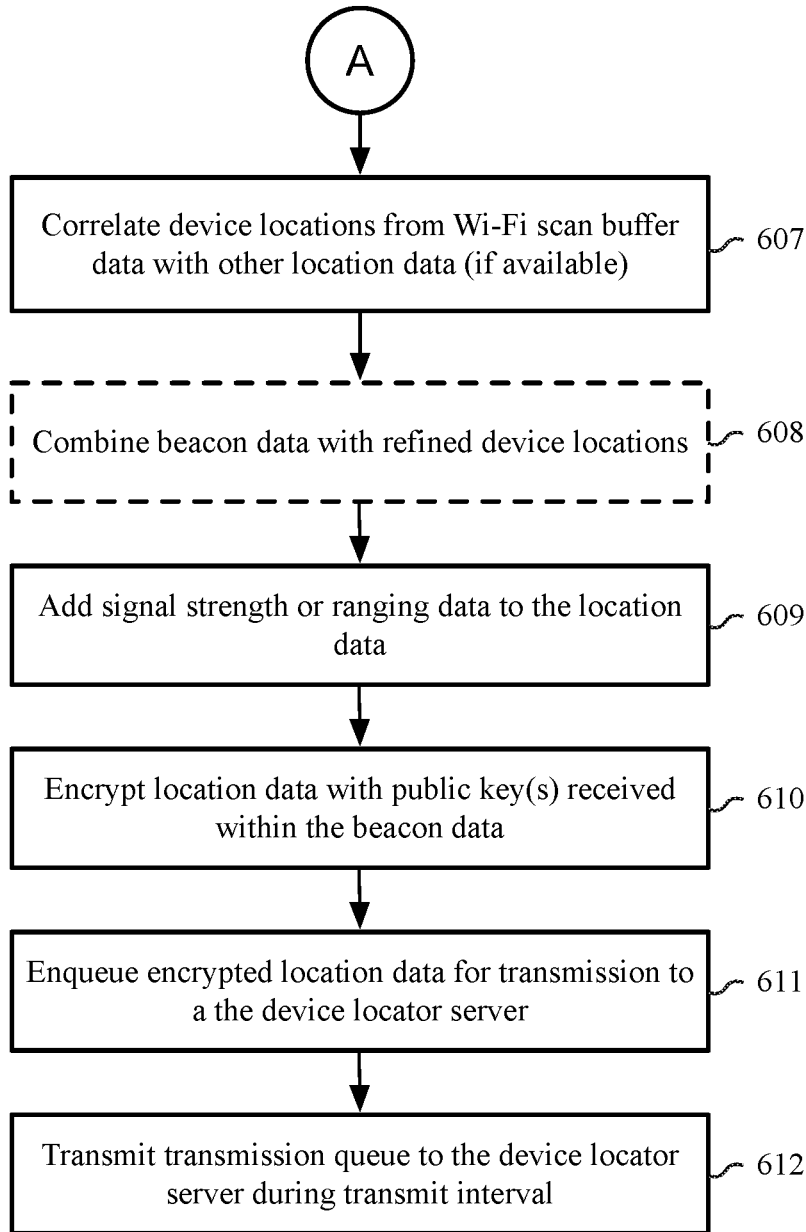 A
Correlate device locations from Wi-Fi scan buffer
data with other location data (if available)
607
Combine beacon data with refined device locations
608
Add signal strength or ranging data to the location
data
609
Encrypt location data with public key(s) received
within the beacon data
610
Enqueue encrypted location data for transmission to
a the device locator server
611
Transmit transmission queue to the device locator
server during transmit interval
612